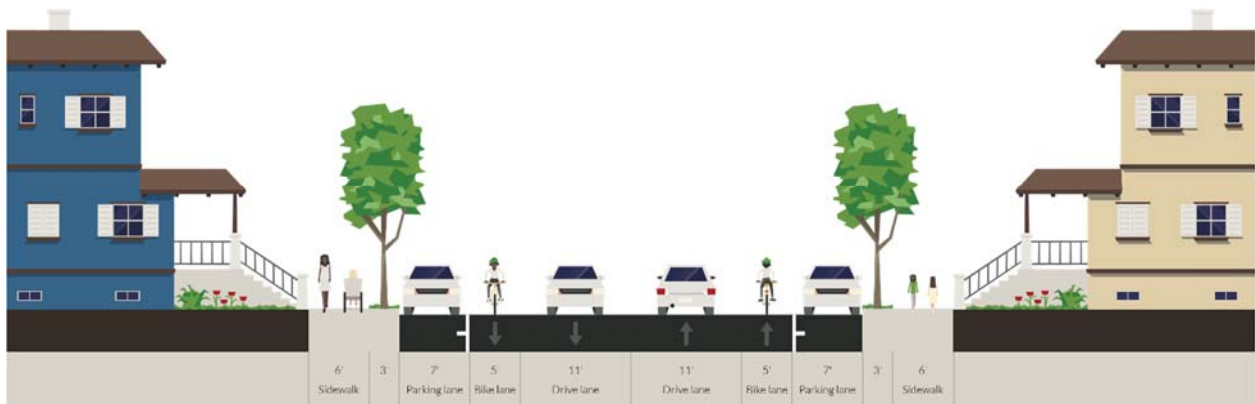 6' 3' 7' 5' 11' 11' 5' 7' 3' 6'
Sidewalk Parking lane Bike lane Drive lane Drive lane Bike lane Parking lane Sidewalk